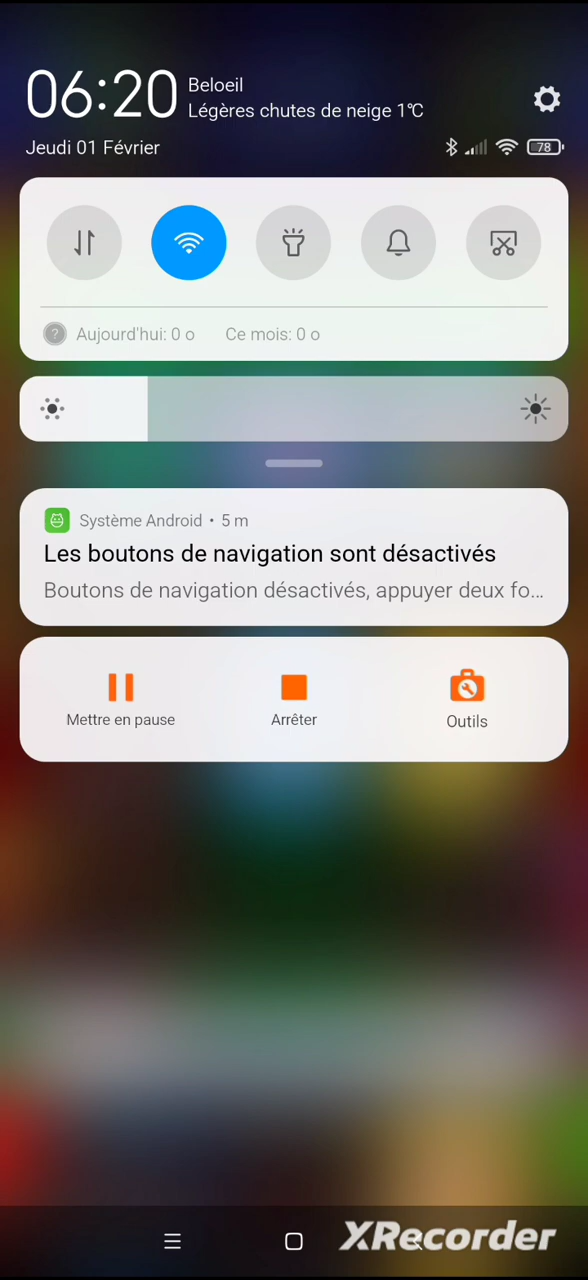 06:20
Beloeil
Légères chutes de neige 1℃
Jeudi 01 Février
78
Aujourd'hui: 0 o Ce mois: 0 o
Système Android • 5 m
Les boutons de navigation sont désactivés
Boutons de navigation désactivés, appuyer deux fo...
Mettre en pause Arrêter Outils
XRecorder